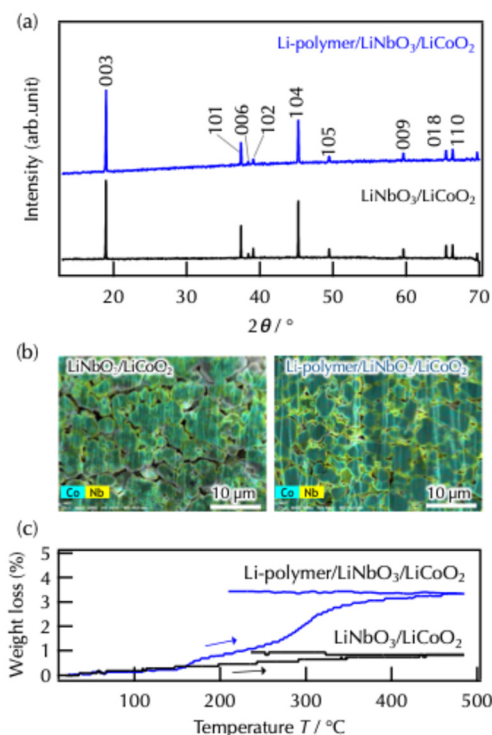 (a)
Li-polymer/LiNbO₃/LiCoO₂
003
101
006
102
104
105
009
018
110
LiNbO₃/LiCoO₂
Intensity (arb.unit)
20 30 40 50 60 70
2θ / °
(b)
LiNbO₃/LiCoO₂
Co Nb
10 μm
Li-polymer/LiNbO₃/LiCoO₂
Co Nb
10 μm
(c)
Weight loss (%)
5
4
3
2
1
0
Li-polymer/LiNbO₃/LiCoO₂
LiNbO₃/LiCoO₂
100 200 300 400 500
Temperature T / °C